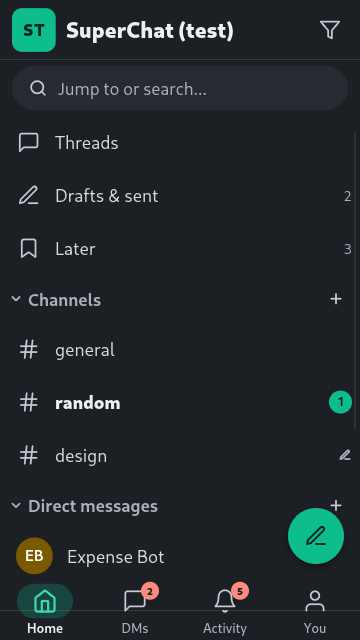 ST SuperChat (test)
Jump to or search...
Threads
Drafts & sent 2
Later 3
Channels
general
random 1
design
Direct messages
EB Expense Bot
2 5
Home DMs Activity You